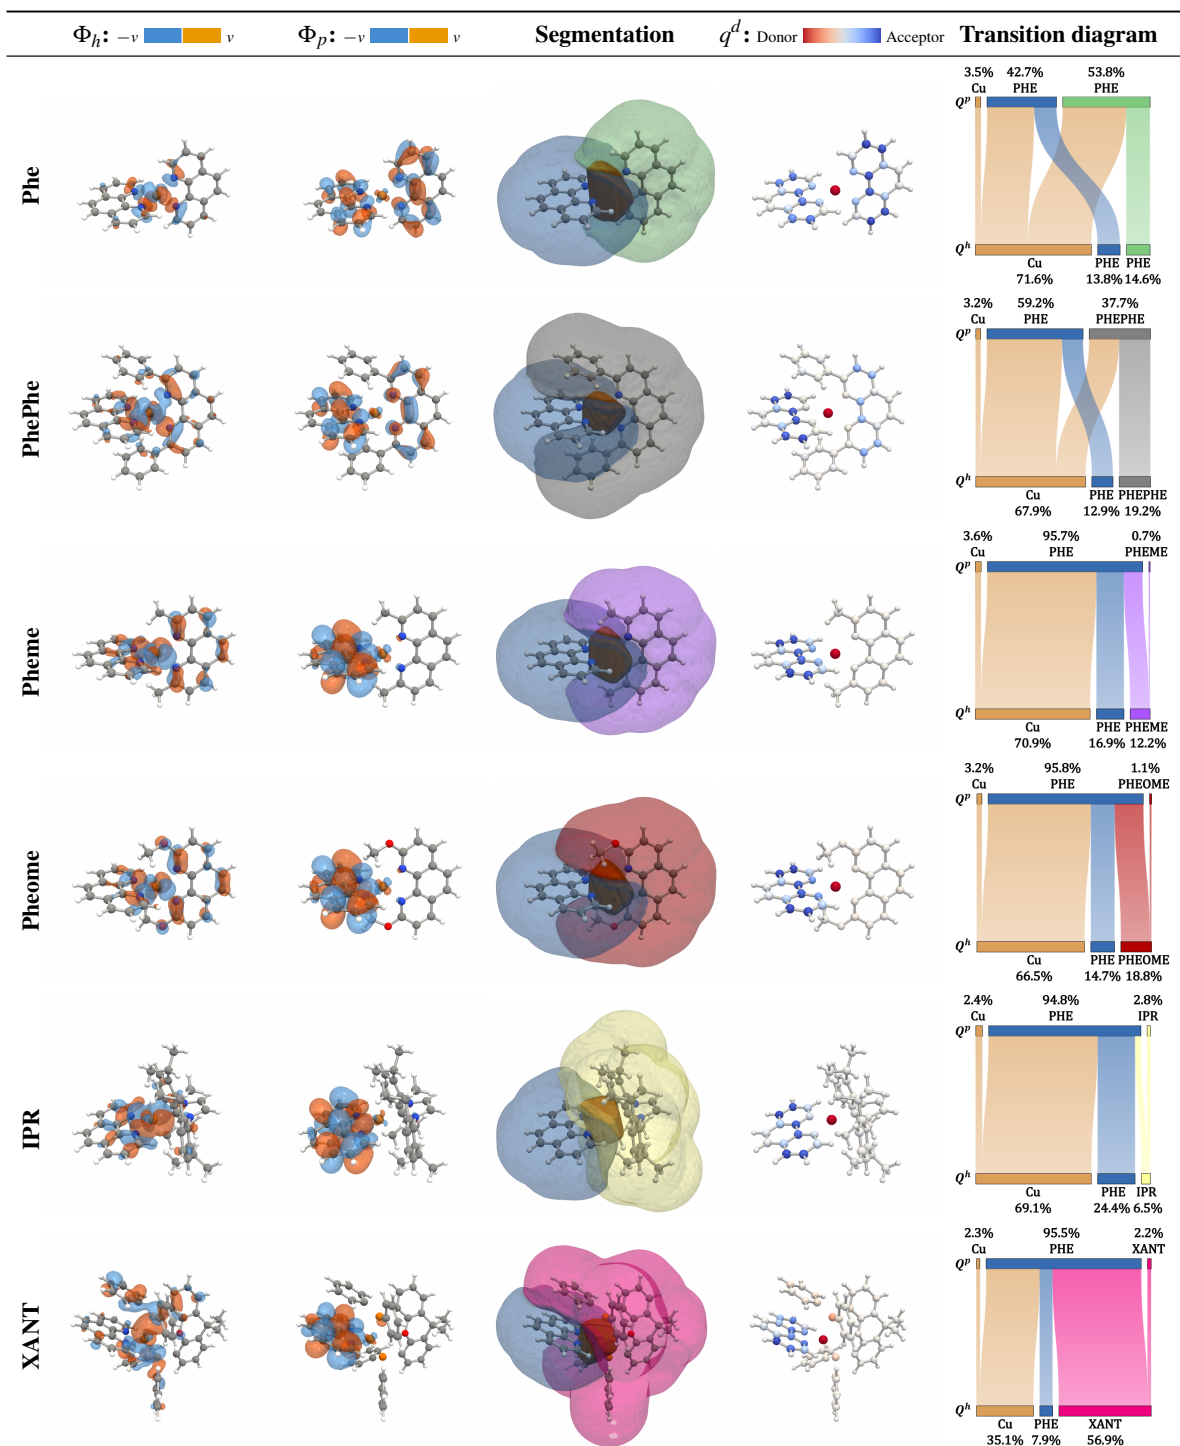 Φh: −v v Φp: −v v Segmentation q^d: Donor Acceptor Transition diagram
Phe
3.5% 42.7% 53.8%
Cu PHE PHE
Q^p
Q^h
Cu PHE PHE
71.6% 13.8% 14.6%
PhePhe
3.2% 59.2% 37.7%
Cu PHE PHEPHE
Q^p
Q^h
Cu PHE PHEPHE
67.9% 12.9% 19.2%
Pheme
3.6% 95.7% 0.7%
Cu PHE PHEME
Q^p
Q^h
Cu PHE PHEME
70.9% 16.9% 12.2%
Pheome
3.2% 95.8% 1.1%
Cu PHE PHEOME
Q^p
Q^h
Cu PHE PHEOME
66.5% 14.7% 18.8%
IPR
2.4% 94.8% 2.8%
Cu PHE IPR
Q^p
Q^h
Cu PHE IPR
69.1% 24.4% 6.5%
XANT
2.3% 95.5% 2.2%
Cu PHE XANT
Q^p
Q^h
Cu PHE XANT
35.1% 7.9% 56.9%